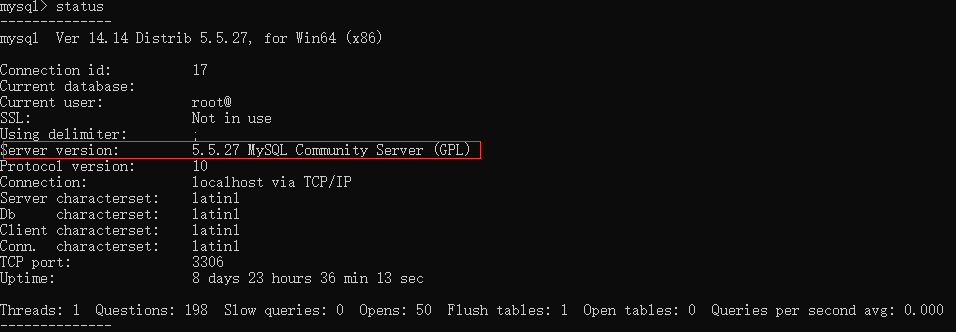 mysql> status
--------------
mysql  Ver 14.14 Distrib 5.5.27, for Win64 (x86)

Connection id:          17
Current database:
Current user:           root@
SSL:                    Not in use
Using delimiter:        ;
Server version:         5.5.27 MySQL Community Server (GPL)
Protocol version:       10
Connection:             localhost via TCP/IP
Server characterset:    latin1
Db     characterset:    latin1
Client characterset:    latin1
Conn.  characterset:    latin1
TCP port:               3306
Uptime:                 8 days 23 hours 36 min 13 sec

Threads: 1  Questions: 198  Slow queries: 0  Opens: 50  Flush tables: 1  Open tables: 0  Queries per second avg: 0.000
--------------